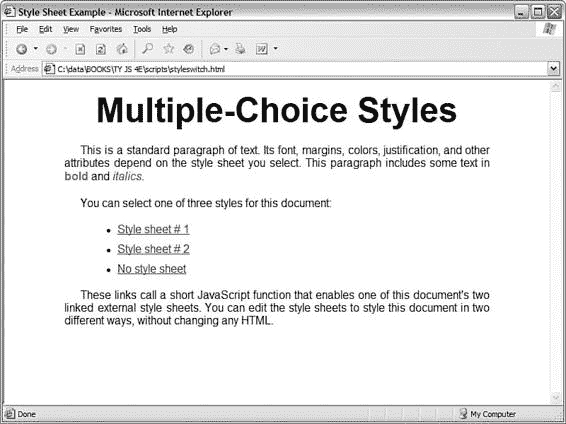 Style Sheet Example - Microsoft Internet Explorer
File Edit View Favorites Tools Help
Address C:\data\BOOKS\TY JS 4E\scripts\styleswitch.html
Multiple-Choice Styles
This is a standard paragraph of text. Its font, margins, colors, justification, and other
attributes depend on the style sheet you select. This paragraph includes some text in
bold and italics.
You can select one of three styles for this document:
• Style sheet # 1
• Style sheet # 2
• No style sheet
These links call a short JavaScript function that enables one of this document's two
linked external style sheets. You can edit the style sheets to style this document in two
different ways, without changing any HTML.
Done My Computer